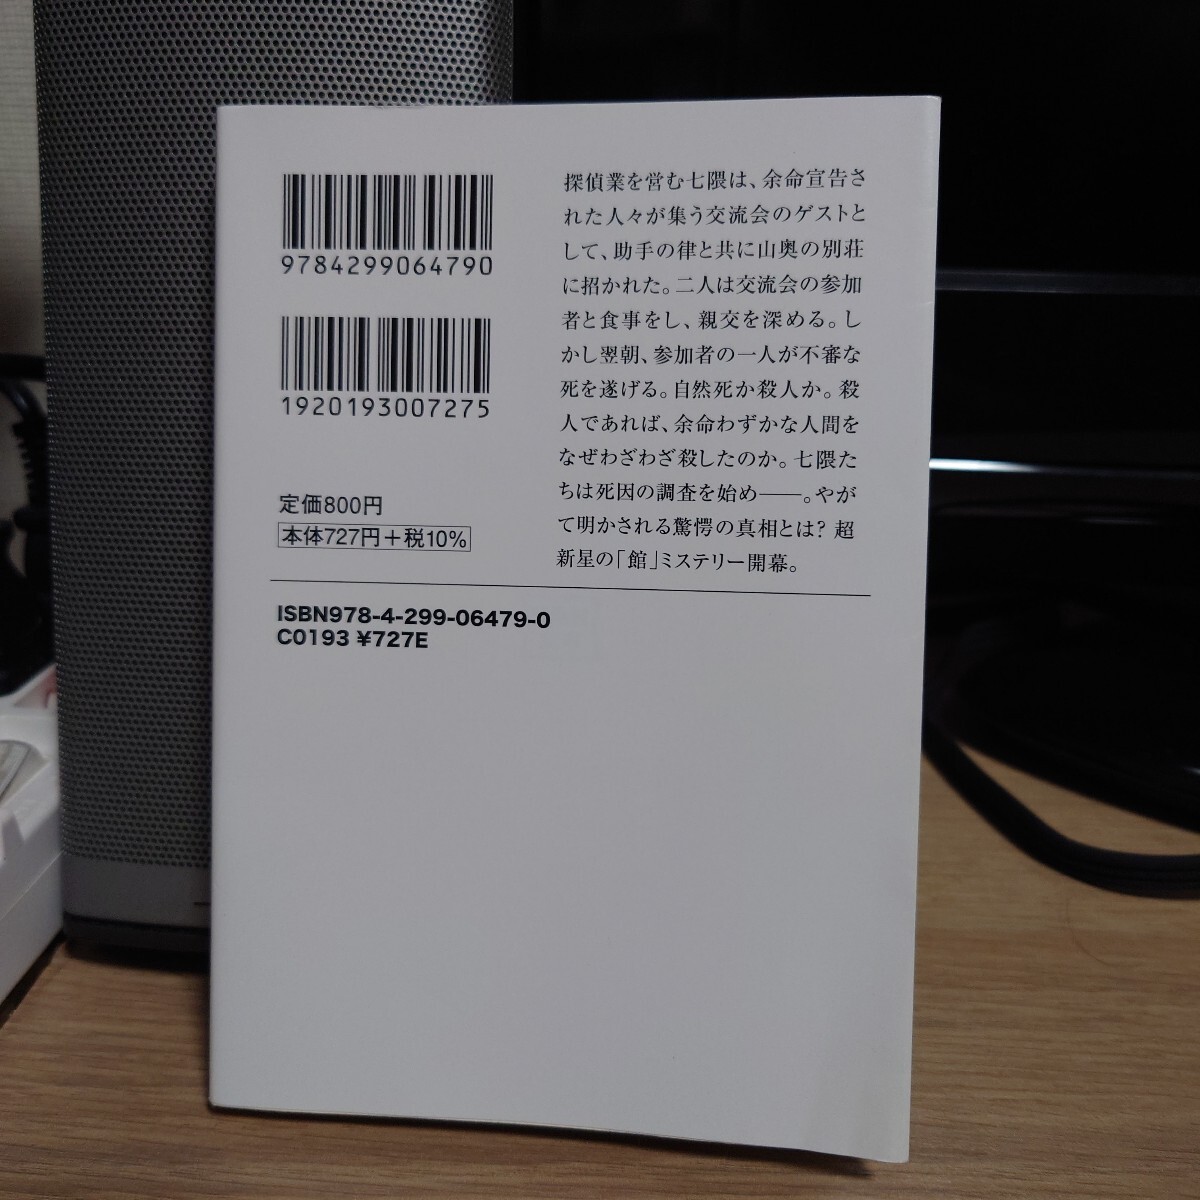 9784299064790
1920193007275
定価800円
本体727円+税10%
探偵業を営む七隈は、余命宣告さ
れた人々が集う交流会のゲストと
して、助手の律と共に山奥の別荘
に招かれた。二人は交流会の参加
者と食事をし、親交を深める。し
かし翌朝、参加者の一人が不審な
死を遂げる。自然死か殺人か。殺
人であれば、余命わずかな人間を
なぜわざわざ殺したのか。七隈た
ちは死因の調査を始め――。やが
て明かされる驚愕の真相とは? 超
新星の「館」ミステリー開幕。
ISBN978-4-299-06479-0
C0193 ¥727E